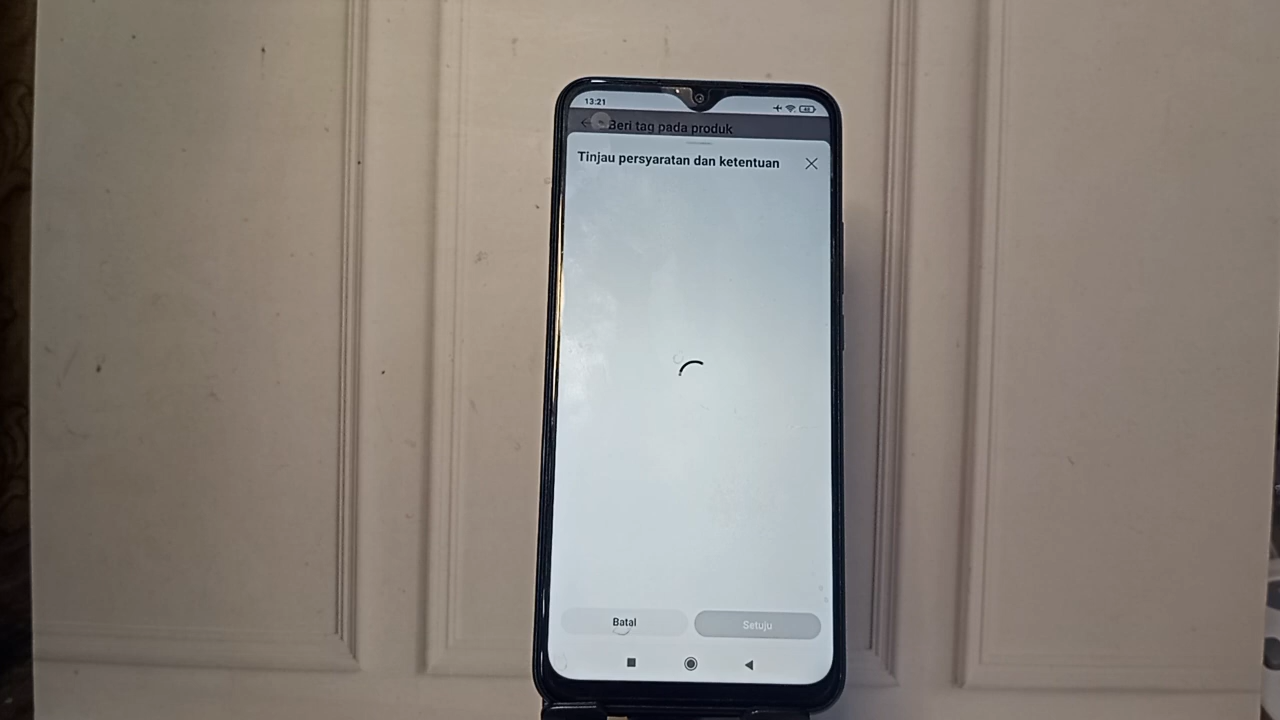 13:21
Beri tag pada produk
Tinjau persyaratan dan ketentuan
Batal
Setuju